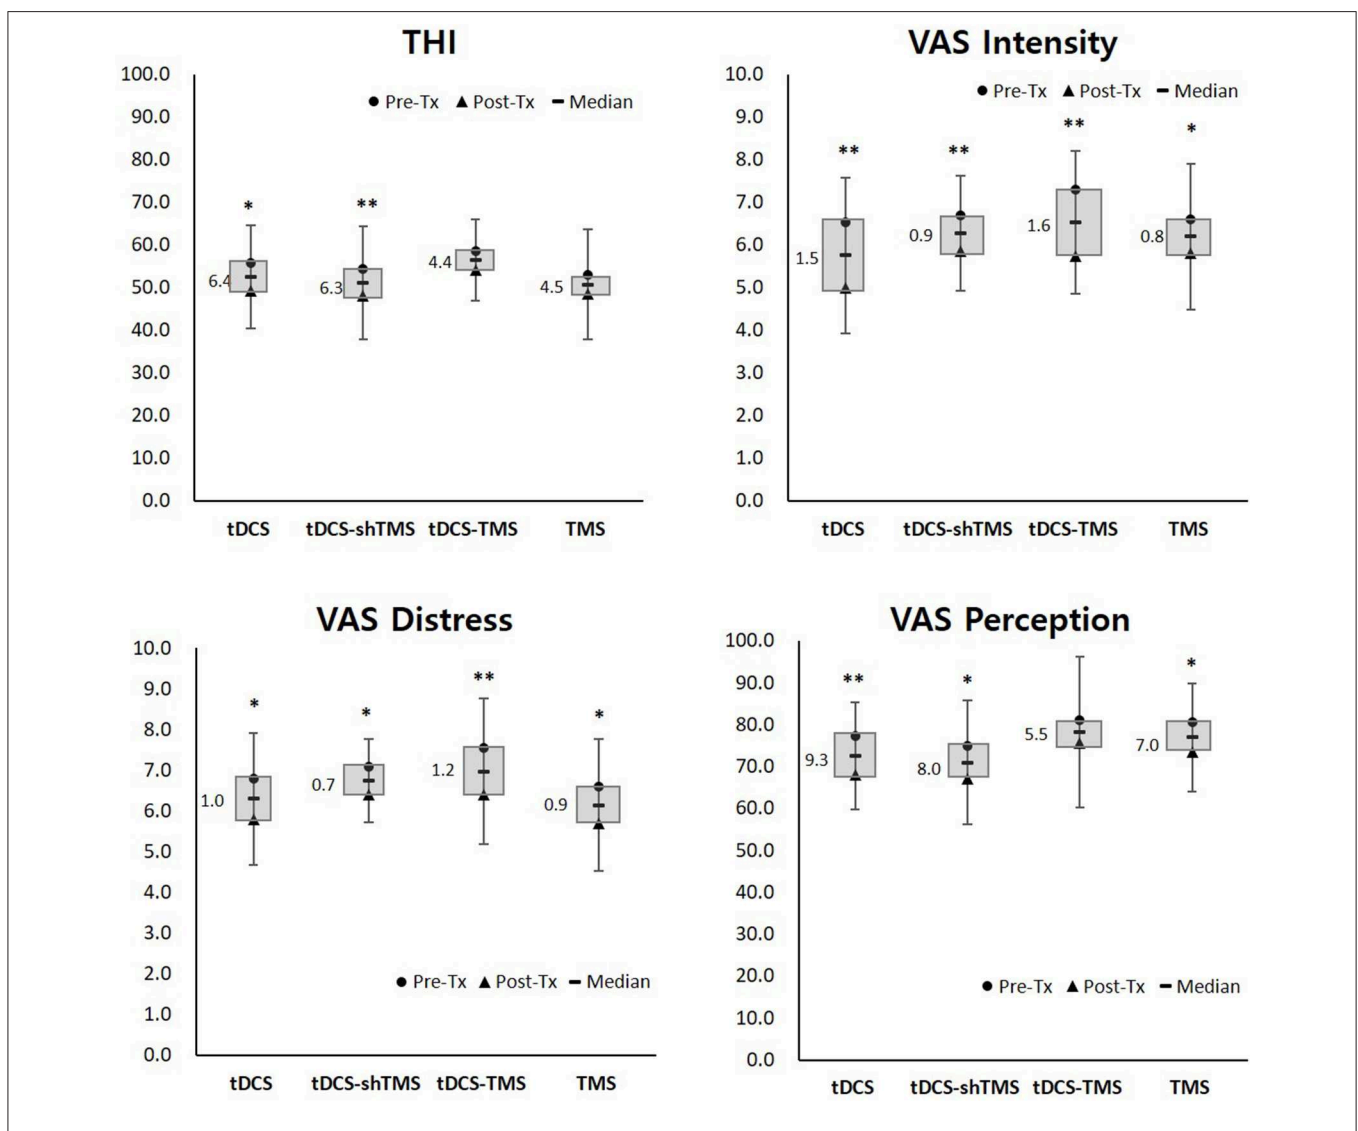 THI
100.0
90.0
80.0
70.0
60.0
50.0
40.0
30.0
20.0
10.0
0.0
● Pre-Tx ▲ Post-Tx – Median
* ** 
6.4 6.3 4.4 4.5
tDCS tDCS-shTMS tDCS-TMS TMS
VAS Intensity
10.0
9.0
8.0
7.0
6.0
5.0
4.0
3.0
2.0
1.0
0.0
● Pre-Tx ▲ Post-Tx – Median
** ** ** *
1.5 0.9 1.6 0.8
tDCS tDCS-shTMS tDCS-TMS TMS
VAS Distress
10.0
9.0
8.0
7.0
6.0
5.0
4.0
3.0
2.0
1.0
0.0
* * ** *
1.0 0.7 1.2 0.9
● Pre-Tx ▲ Post-Tx – Median
tDCS tDCS-shTMS tDCS-TMS TMS
VAS Perception
100.0
90.0
80.0
70.0
60.0
50.0
40.0
30.0
20.0
10.0
0.0
** * *
9.3 8.0 5.5 7.0
● Pre-Tx ▲ Post-Tx – Median
tDCS tDCS-shTMS tDCS-TMS TMS